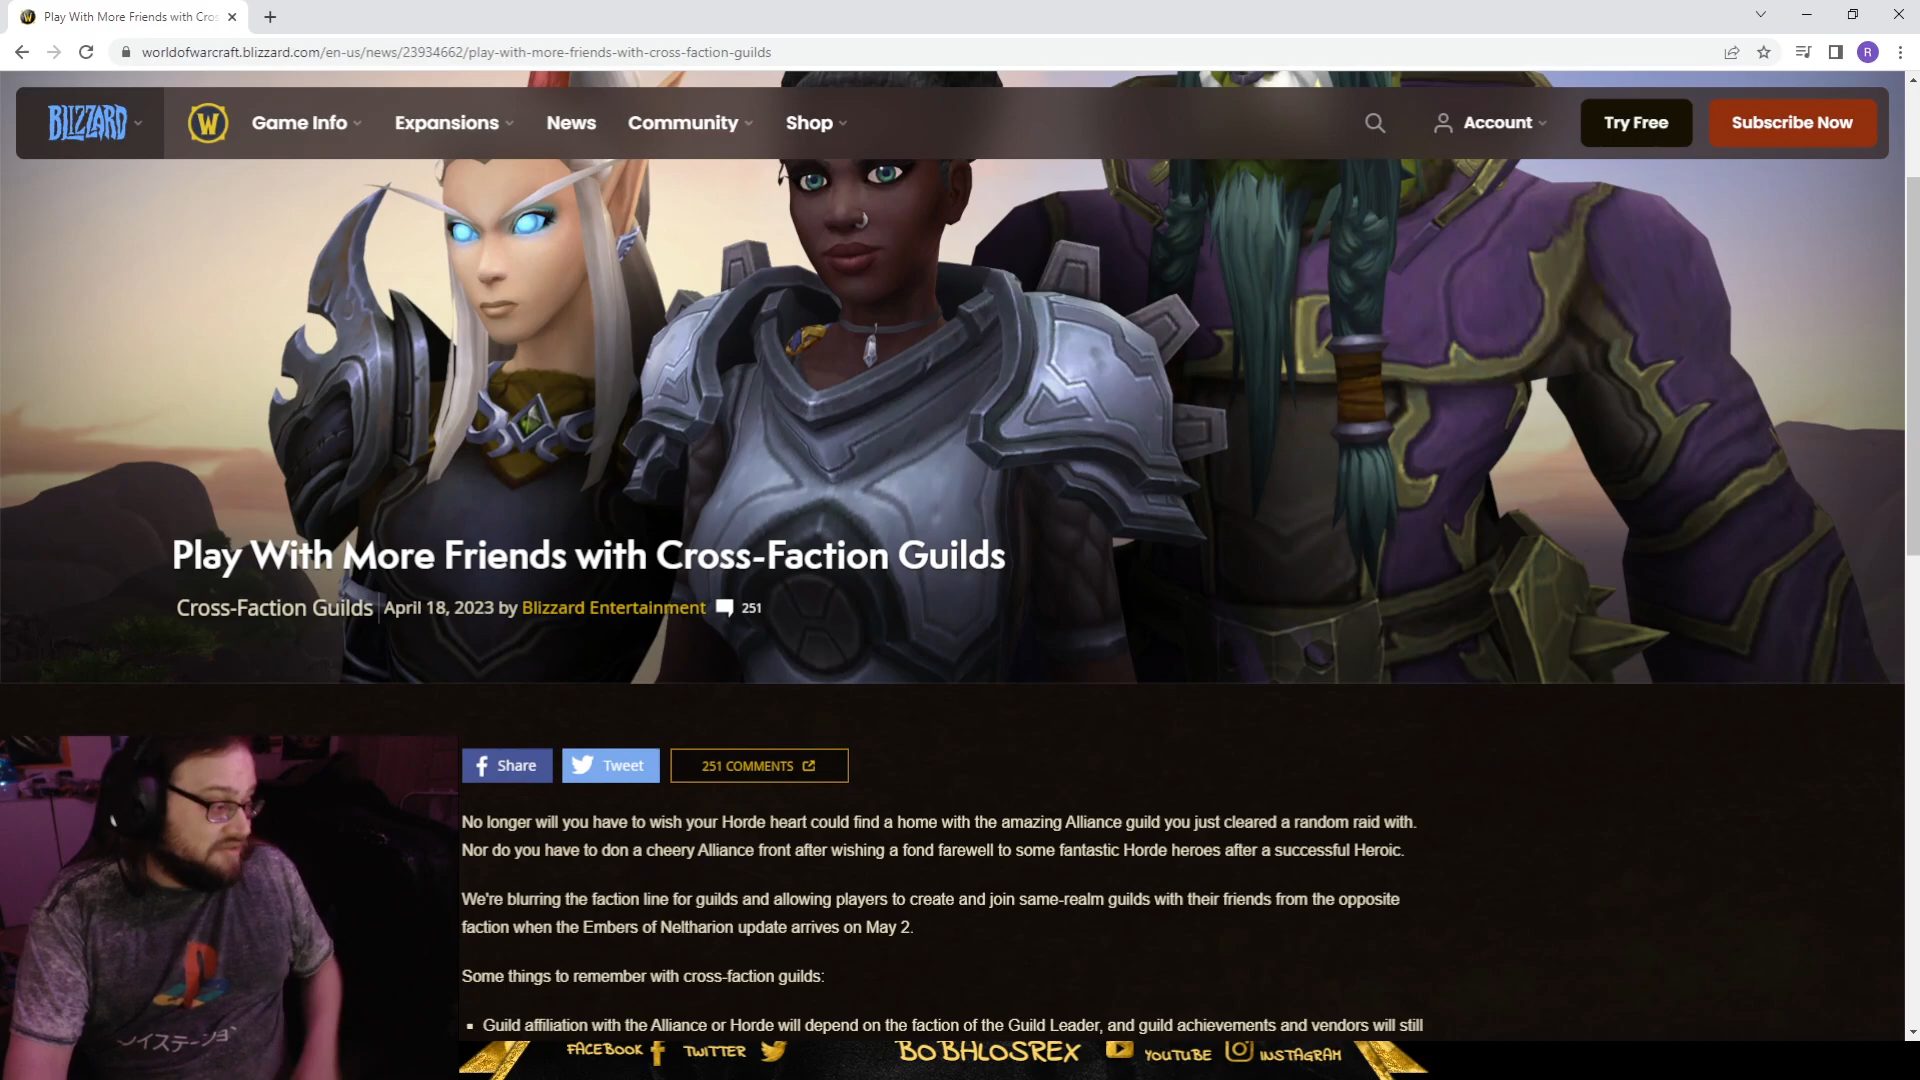 Play With More Friends with Cros
worldofwarcraft.blizzard.com/en-us/news/23934662/play-with-more-friends-with-cross-faction-guilds
R
BLIZZARD
W
Game Info
Expansions
News
Community
Shop
Account
Try Free
Subscribe Now
Play With More Friends with Cross-Faction Guilds
Cross-Faction Guilds April 18, 2023 by Blizzard Entertainment 251
Share
Tweet
251 COMMENTS
No longer will you have to wish your Horde heart could find a home with the amazing Alliance guild you just cleared a random raid with.
Nor do you have to don a cheery Alliance front after wishing a fond farewell to some fantastic Horde heroes after a successful Heroic.
We're blurring the faction line for guilds and allowing players to create and join same-realm guilds with their friends from the opposite
faction when the Embers of Neltharion update arrives on May 2.
Some things to remember with cross-faction guilds:
Guild affiliation with the Alliance or Horde will depend on the faction of the Guild Leader, and guild achievements and vendors will still
レイステーショ
FACEBOOK TWITTER BOBHLOSREX YOUTUBE INSTAGRAM